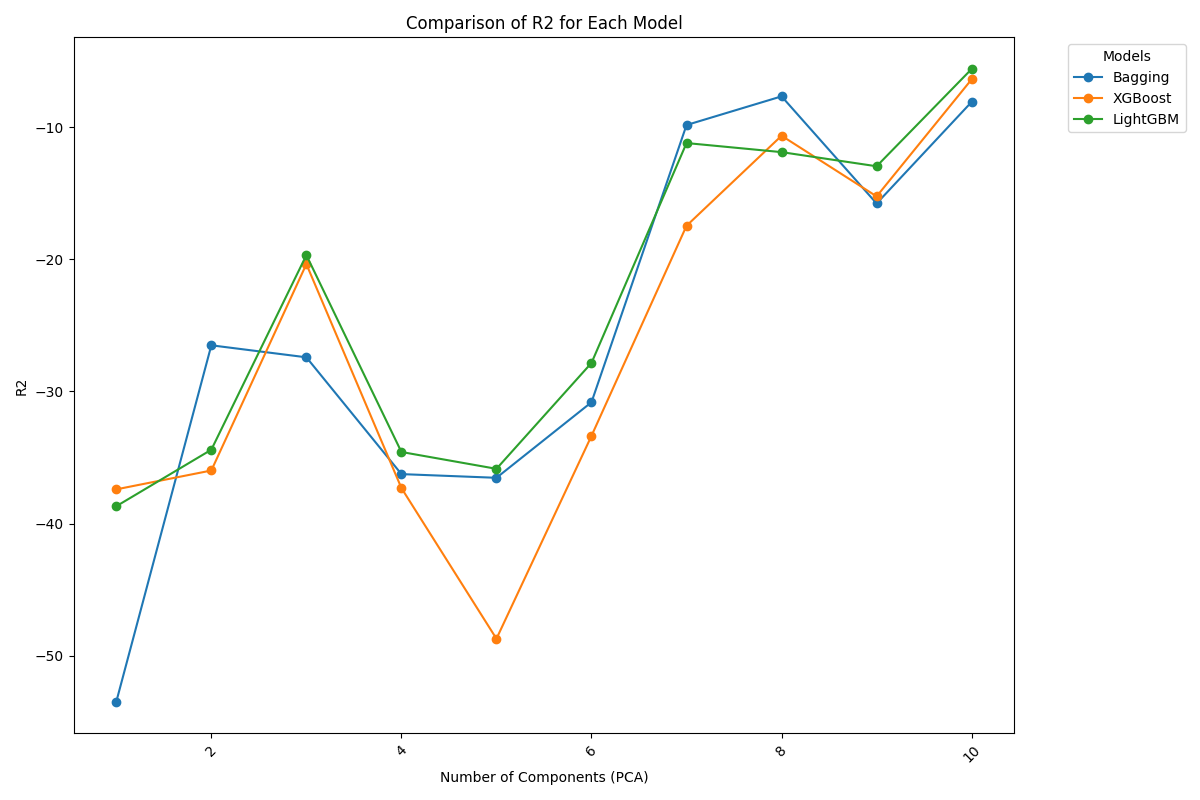 Comparison of R2 for Each Model
Models
Bagging
XGBoost
LightGBM
R2
−10
−20
−30
−40
−50
2
4
6
8
10
Number of Components (PCA)